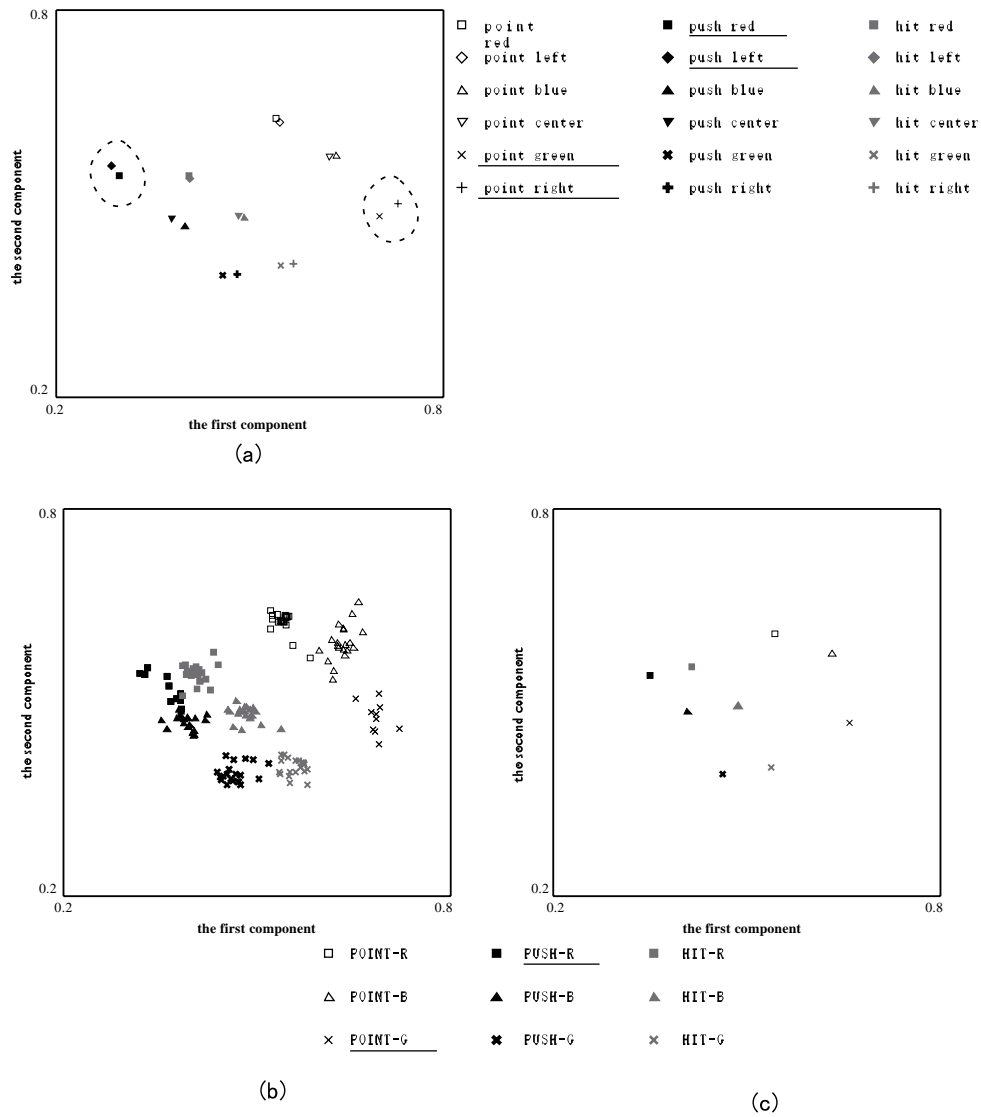 0.8
the second component
0.2
0.2
0.8
the first component
(a)
point
red
point left
point blue
point center
point green
point right
push red
push left
push blue
push center
push green
push right
hit red
hit left
hit blue
hit center
hit green
hit right
0.8
the second component
0.2
0.2
0.8
the first component
0.8
the second component
0.2
0.2
0.8
the first component
POINT-R
PUSH-R
HIT-R
POINT-B
PUSH-B
HIT-B
POINT-G
PUSH-G
HIT-G
(b)
(c)